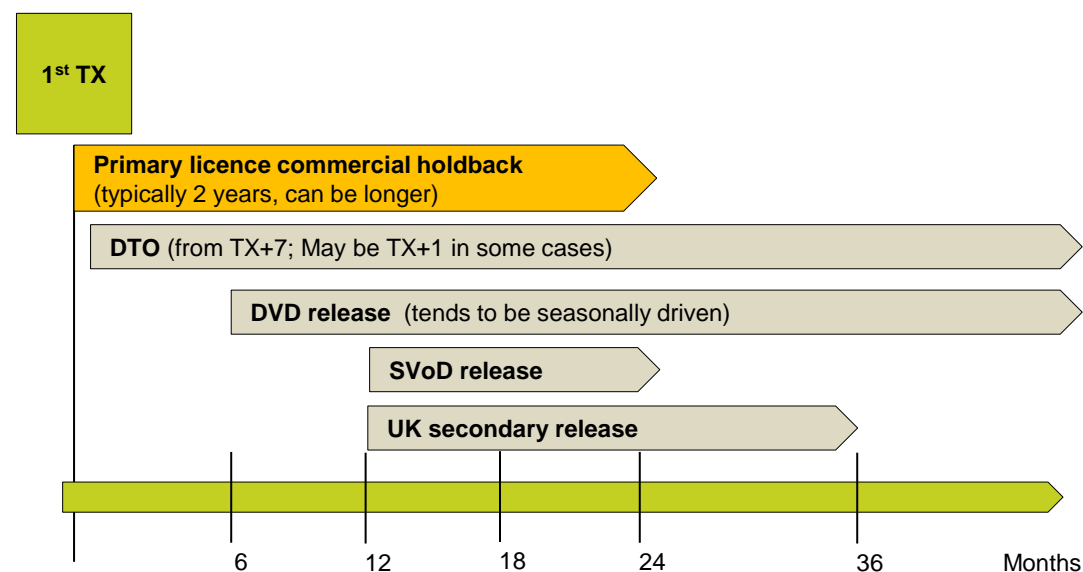 1st TX
Primary licence commercial holdback
(typically 2 years, can be longer)
DTO (from TX+7; May be TX+1 in some cases)
DVD release (tends to be seasonally driven)
SVoD release
UK secondary release
6 12 18 24 36 Months